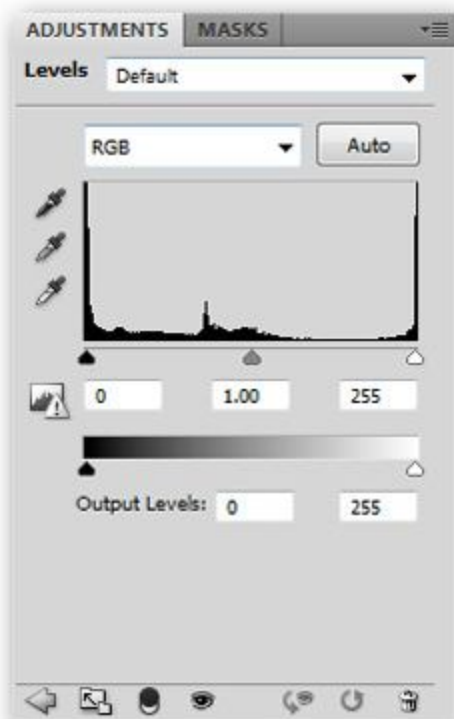 ADJUSTMENTS MASKS
Levels Default
RGB Auto
0 1.00 255
Output Levels: 0 255